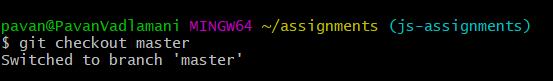 pavan@PavanVadlamani MINGW64 ~/assignments (js-assignments)
$ git checkout master
Switched to branch 'master'